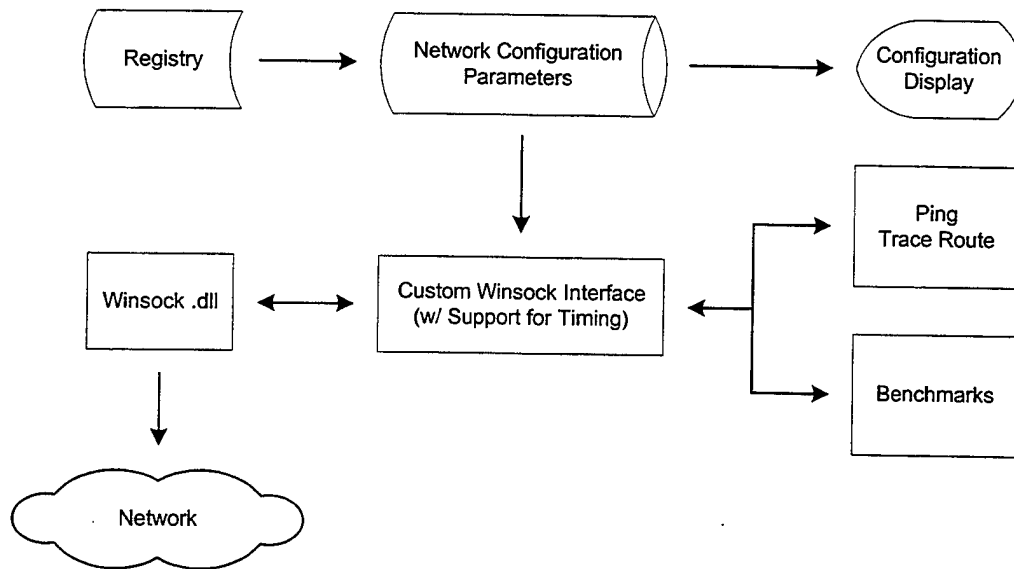 Registry
Network Configuration
Parameters
Configuration
Display
Ping
Trace Route
Winsock .dll
Custom Winsock Interface
(w/ Support for Timing)
Benchmarks
Network